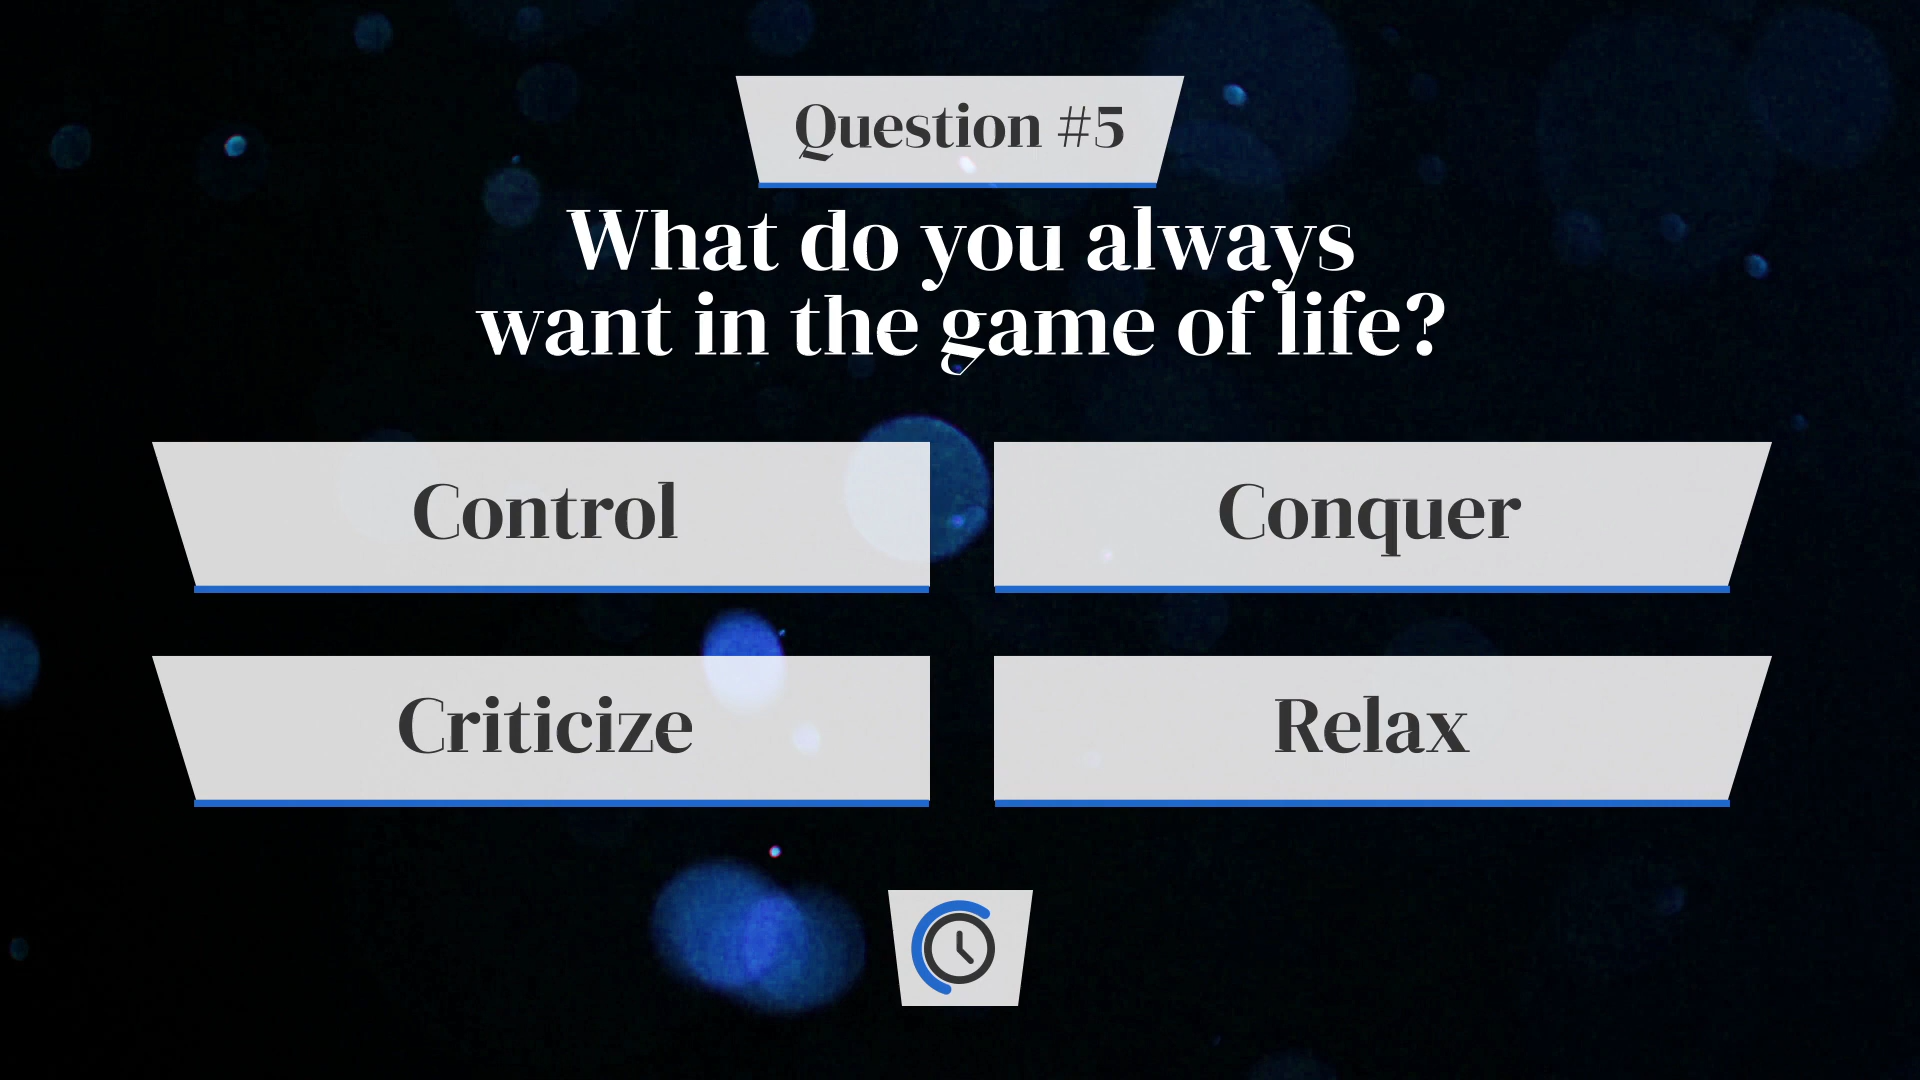 Question #5
What do you always
want in the game of life?
Control
Conquer
Criticize
Relax